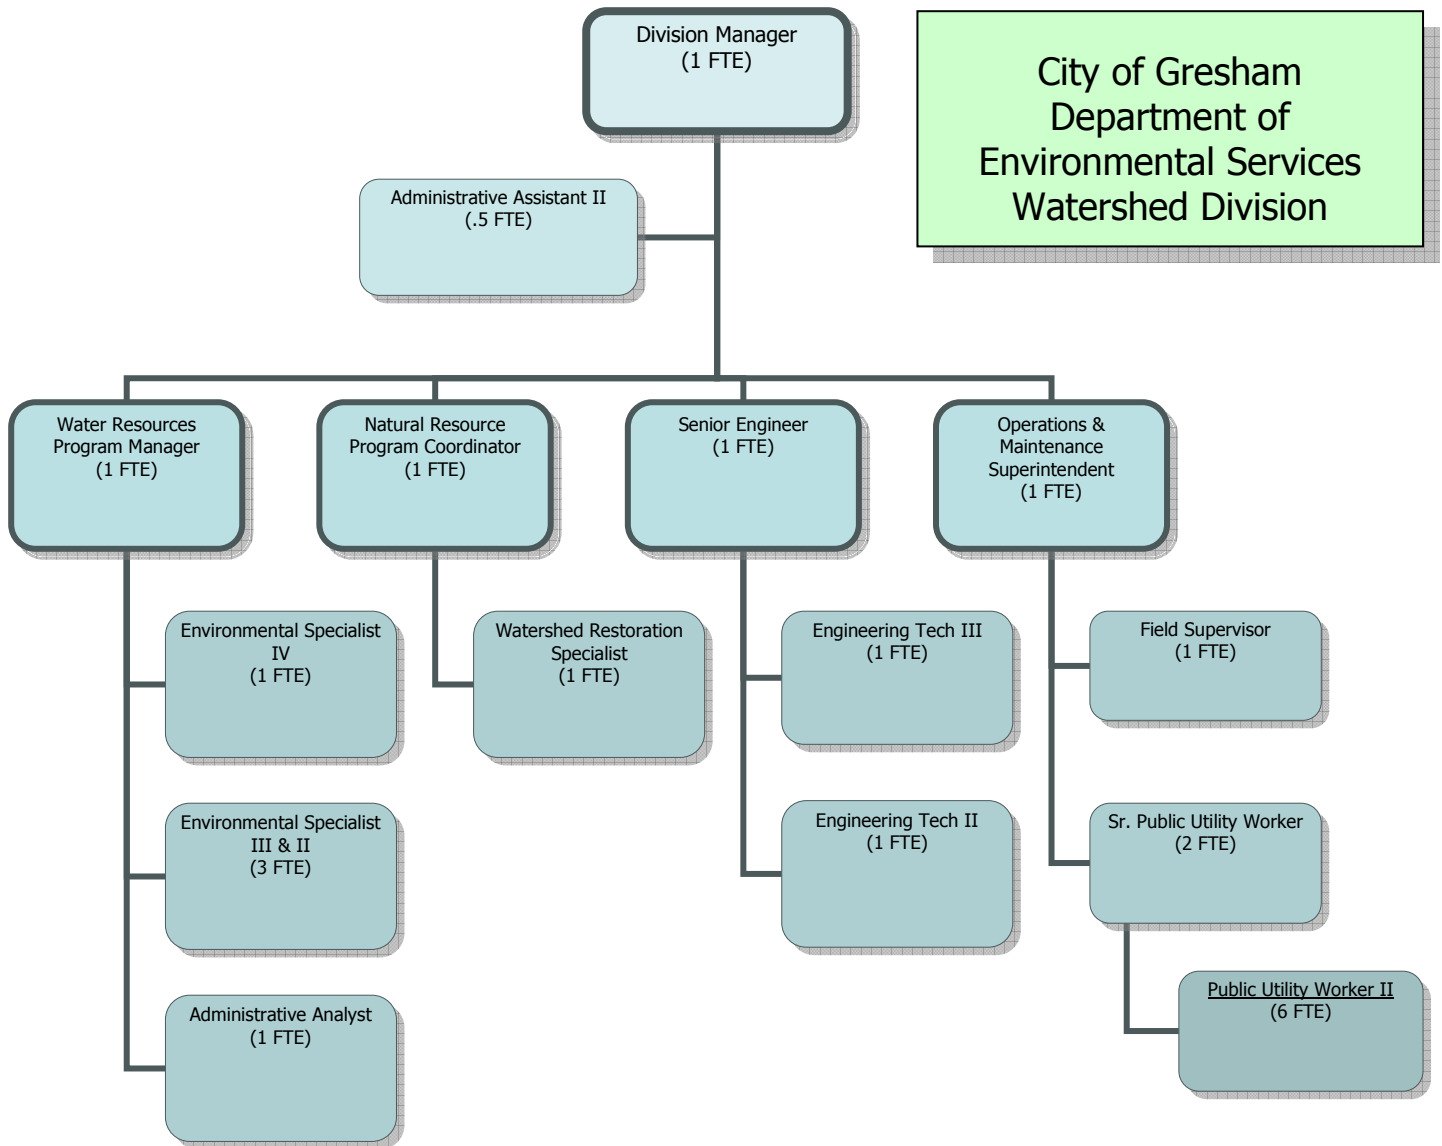 Division Manager
(1 FTE)
City of Gresham
Department of
Environmental Services
Watershed Division
Administrative Assistant II
(.5 FTE)
Water Resources
Program Manager
(1 FTE)
Natural Resource
Program Coordinator
(1 FTE)
Senior Engineer
(1 FTE)
Operations &
Maintenance
Superintendent
(1 FTE)
Environmental Specialist
IV
(1 FTE)
Watershed Restoration
Specialist
(1 FTE)
Engineering Tech III
(1 FTE)
Field Supervisor
(1 FTE)
Environmental Specialist
III & II
(3 FTE)
Engineering Tech II
(1 FTE)
Sr. Public Utility Worker
(2 FTE)
Administrative Analyst
(1 FTE)
Public Utility Worker II
(6 FTE)